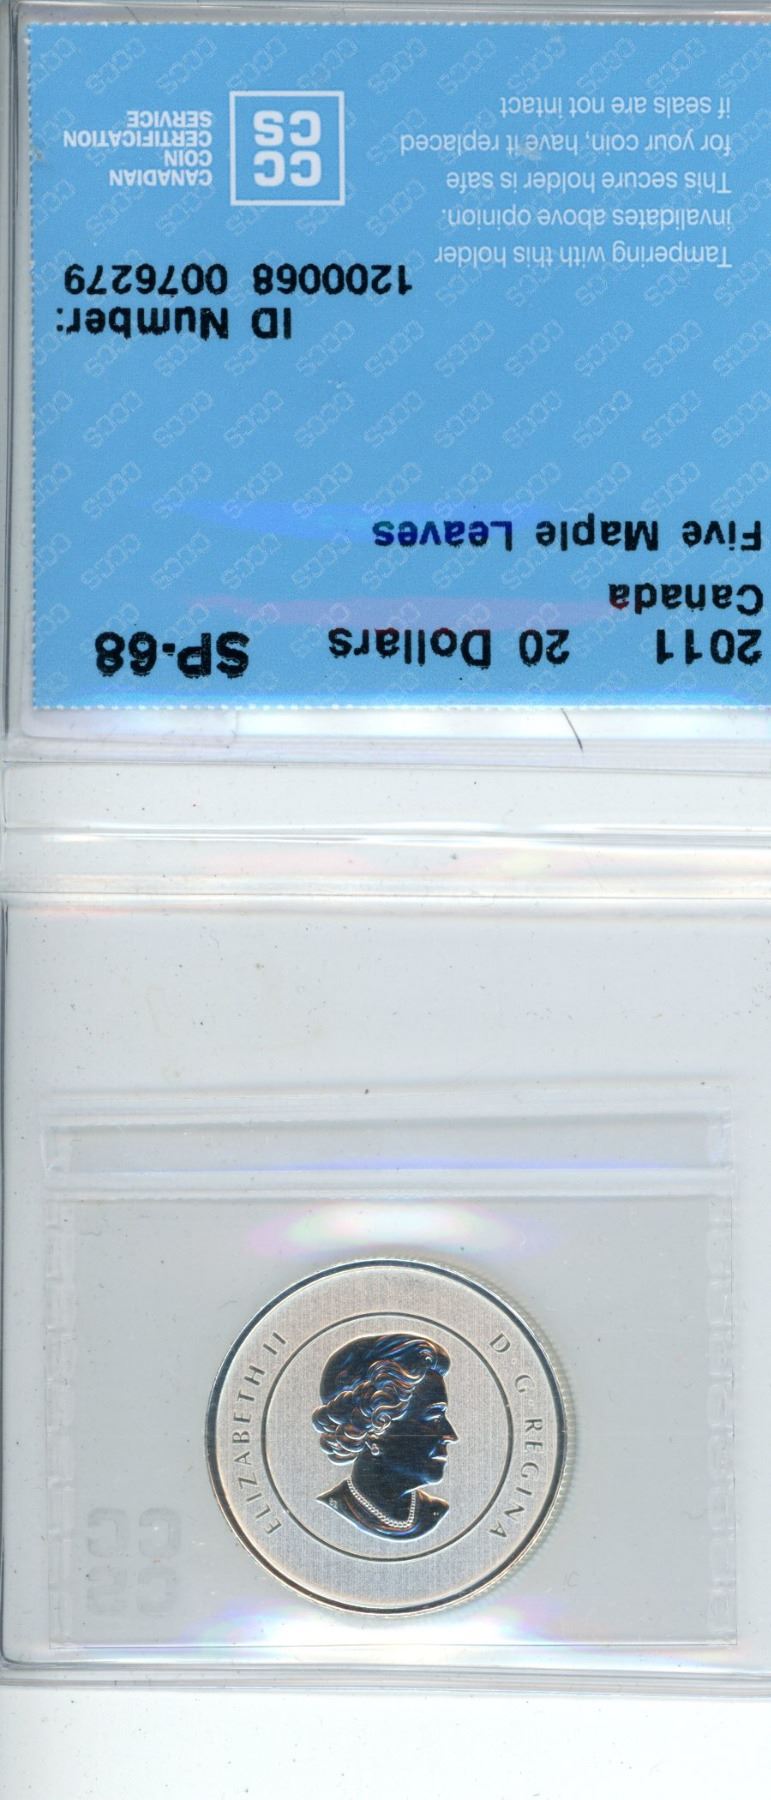 2011 20 Dollars SP-68
Canada
Five Maple Leaves
ID Number:
1200068 0076279
Tampering with this holder
invalidates above opinion.
This secure holder is safe
for your coin, have it replaced
if seals are not intact
CC
CS
CANADIAN
COIN
CERTIFICATION
SERVICE
ELIZABETH II
D·G·REGINA